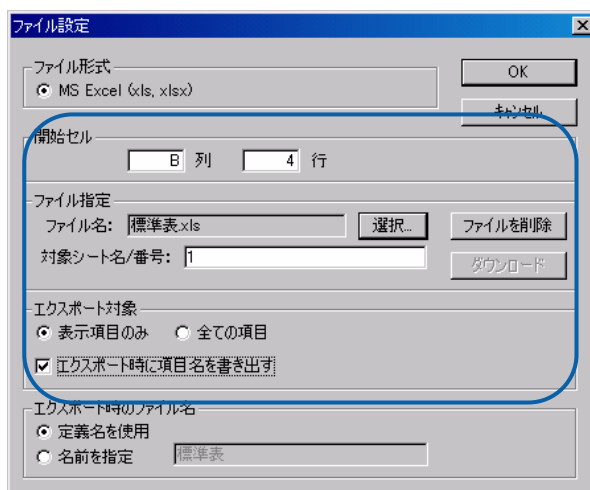 ファイル設定
ファイル形式
MS Excel (xls, xlsx)
OK
キャンセル
開始セル
B 列 4 行
ファイル指定
ファイル名: 標準表.xls 選択... ファイルを削除
対象シート名/番号: 1 ダウンロード
エクスポート対象
表示項目のみ 全ての項目
エクスポート時に項目名を書き出す
エクスポート時のファイル名
定義名を使用
名前を指定 標準表